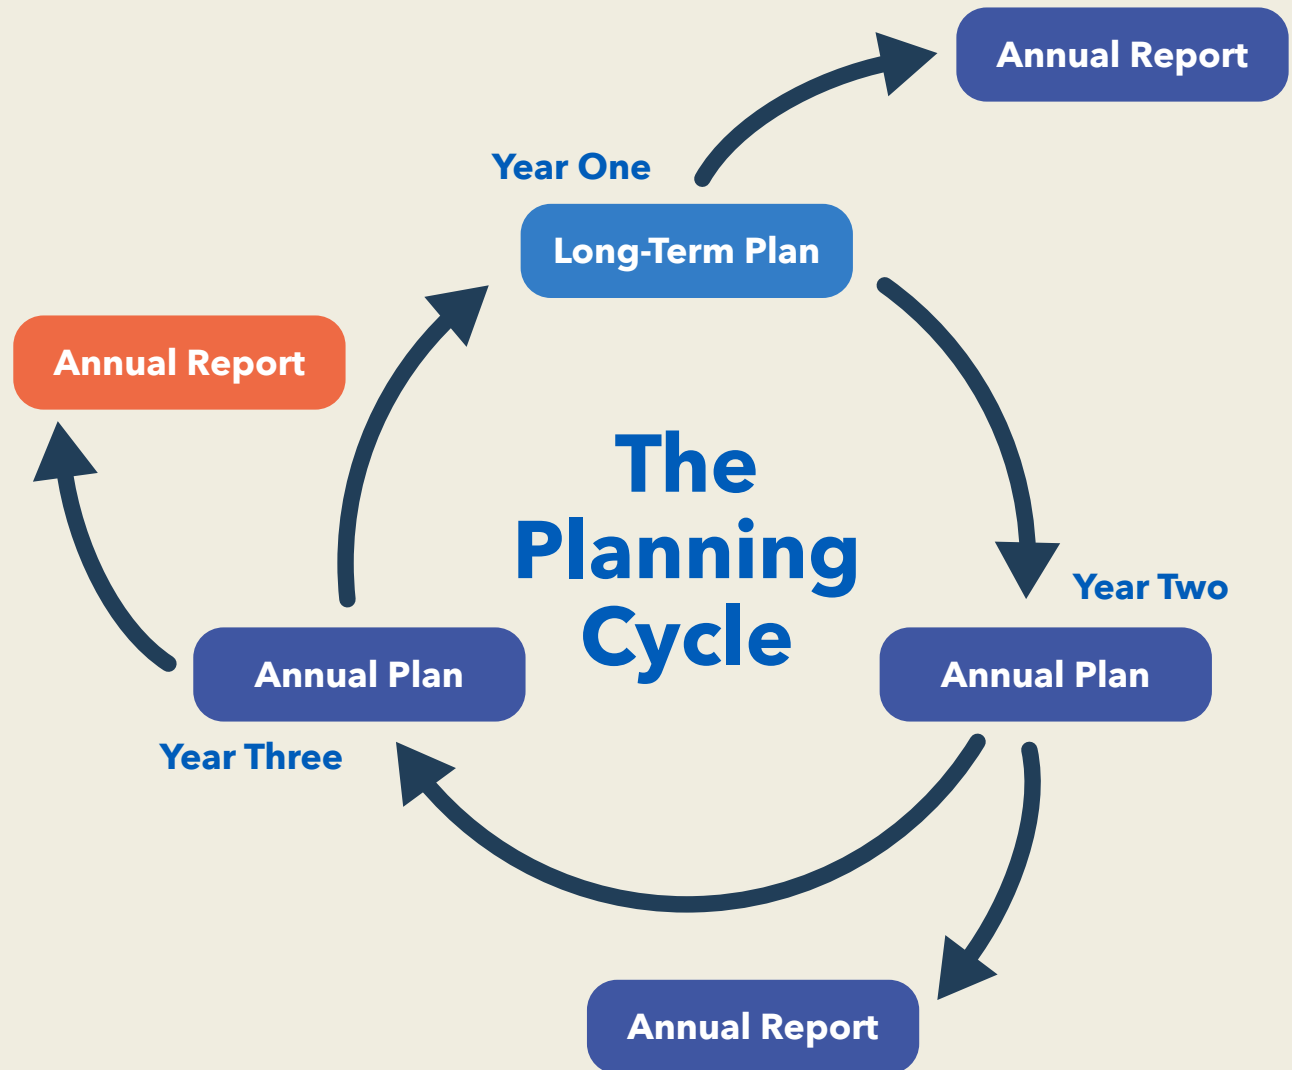 Annual Report
Year One
Long-Term Plan
Annual Report
The
Planning
Cycle
Year Two
Annual Plan
Annual Plan
Year Three
Annual Report